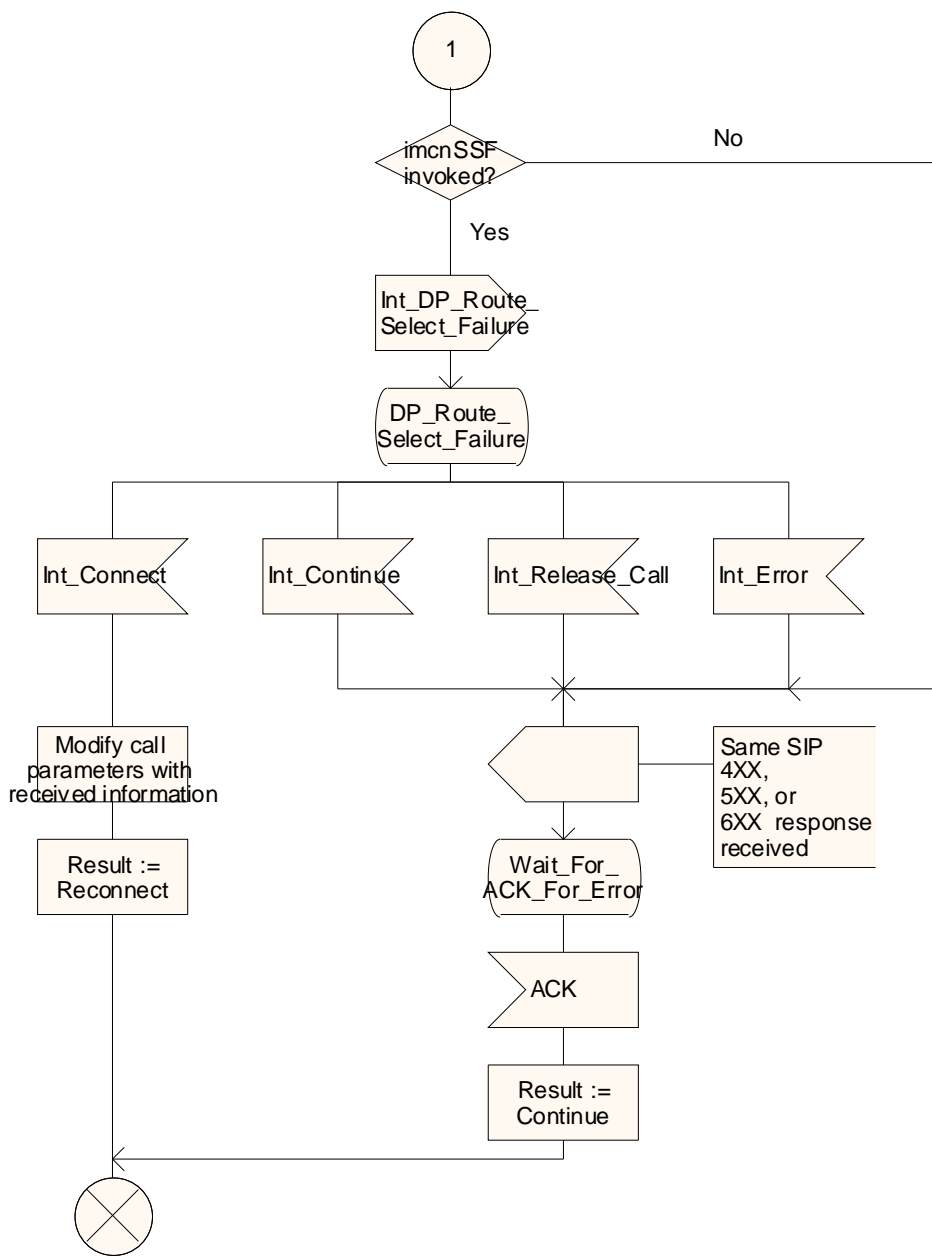 1
imcnSSF
invoked?
No
Yes
Int_DP_Route_
Select_Failure
DP_Route_
Select_Failure
Int_Connect
Int_Continue
Int_Release_Call
Int_Error
Modify call
parameters with
received information
Same SIP
4XX,
5XX, or
6XX response
received
Result :=
Reconnect
Wait_For_
ACK_For_Error
ACK
Result :=
Continue